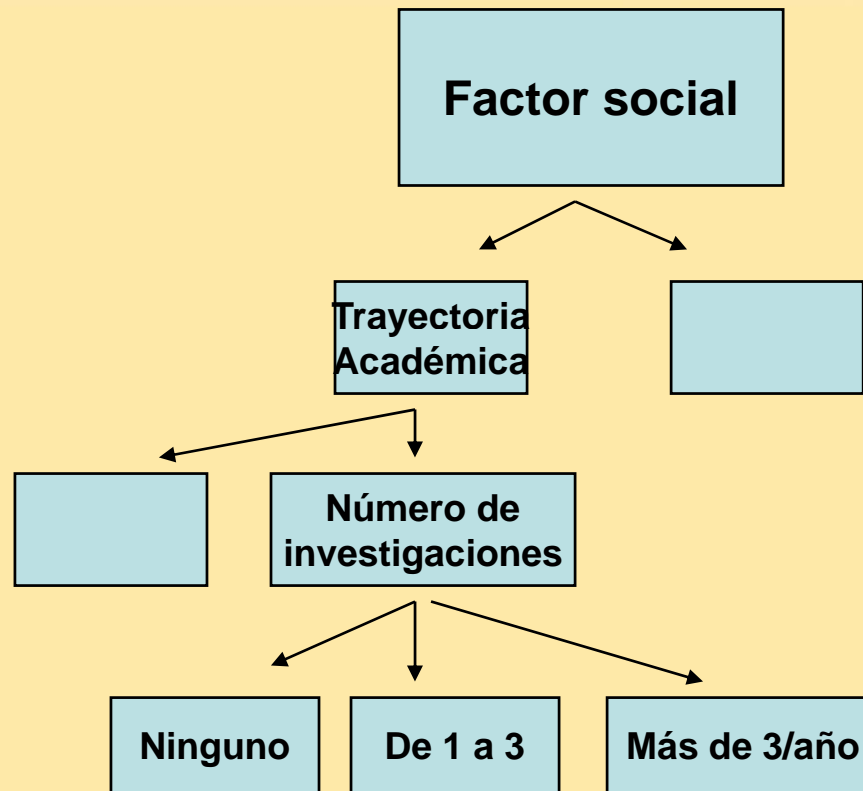 Factor social
Trayectoria
Académica
Número de
investigaciones
Ninguno
De 1 a 3
Más de 3/año